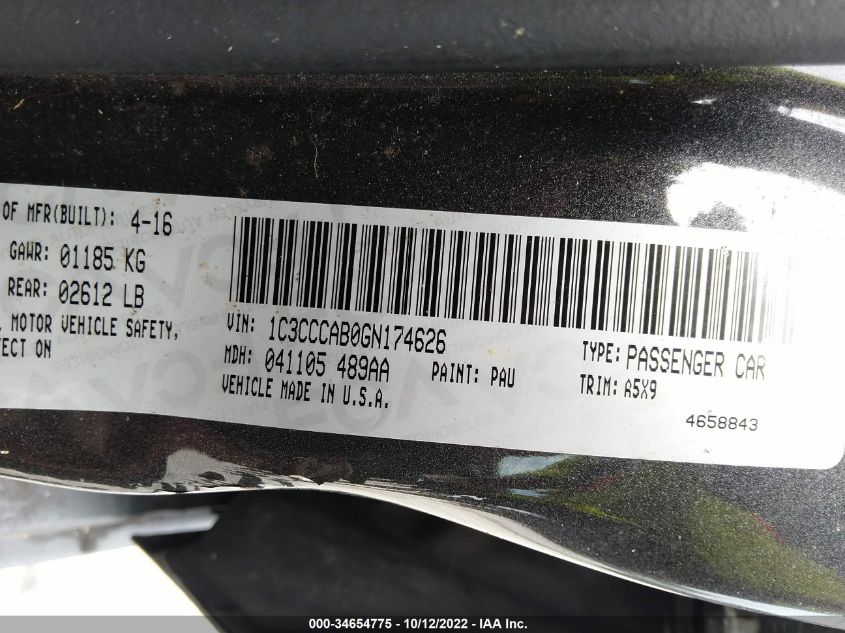 OF MFR(BUILT): 4-16
GAWR: 01185 KG
REAR: 02612 LB
MOTOR VEHICLE SAFETY,
ECT ON
VIN: 1C3CCCAB0GN174626
MDH: 041105 489AA
PAINT: PAU
VEHICLE MADE IN U.S.A.
TYPE: PASSENGER CAR
TRIM: A5X9
4658843
000-34654775 - 10/12/2022 - IAA Inc.